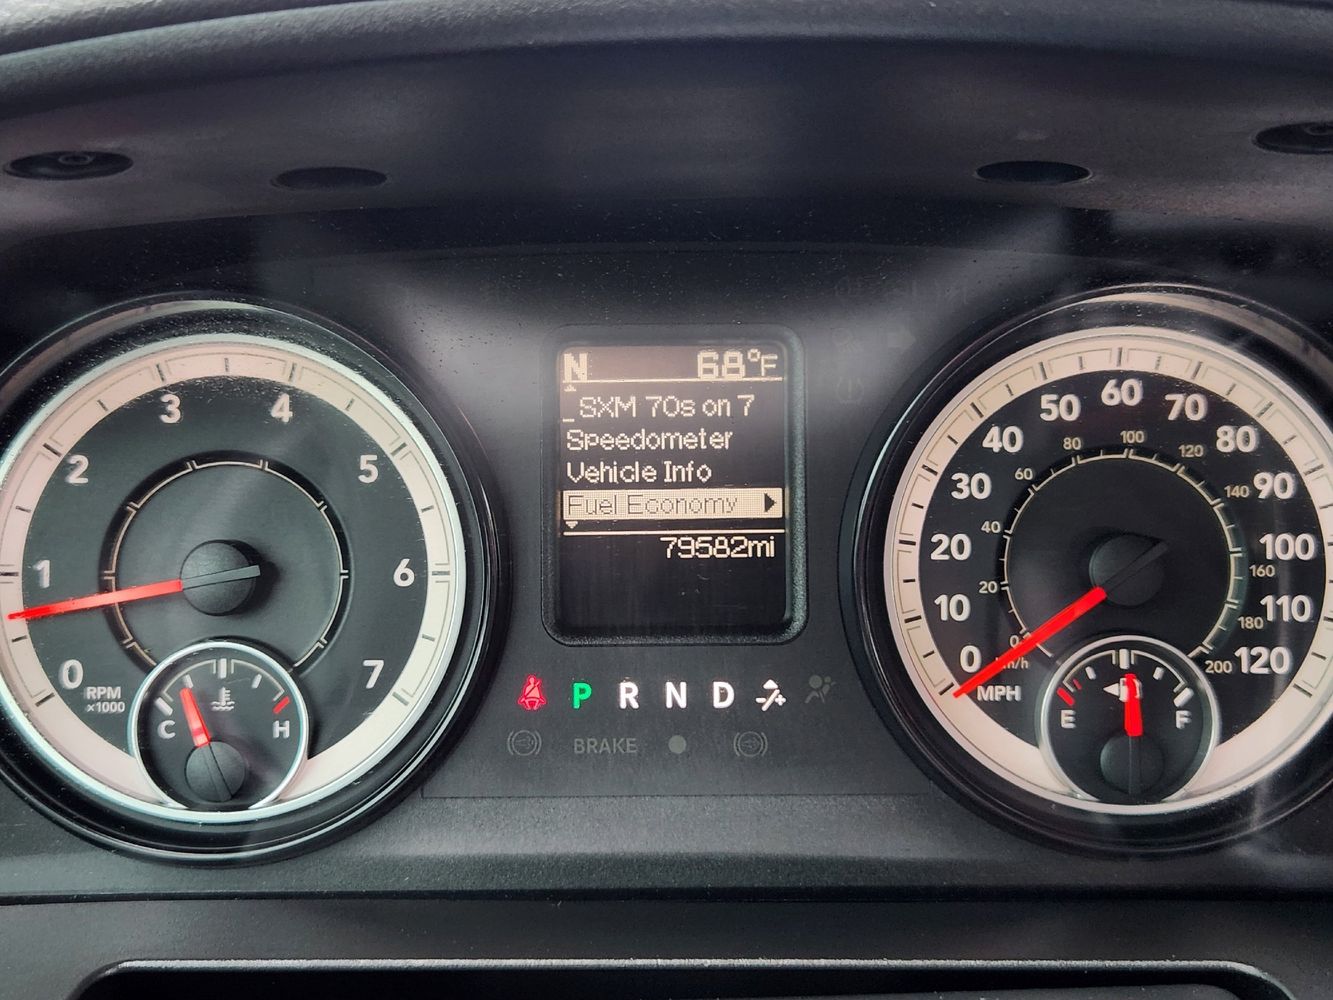 N 68°F
SXM 70s on 7
Speedometer
Vehicle Info
Fuel Economy
79582mi
0 1 2 3 4 5 6 7
RPM
×1000
C H
P R N D
BRAKE
0 10 20 30 40 50 60 70 80 90 100 110 120
MPH
0 20 40 60 80 100 120 140 160 180 200
km/h
E F